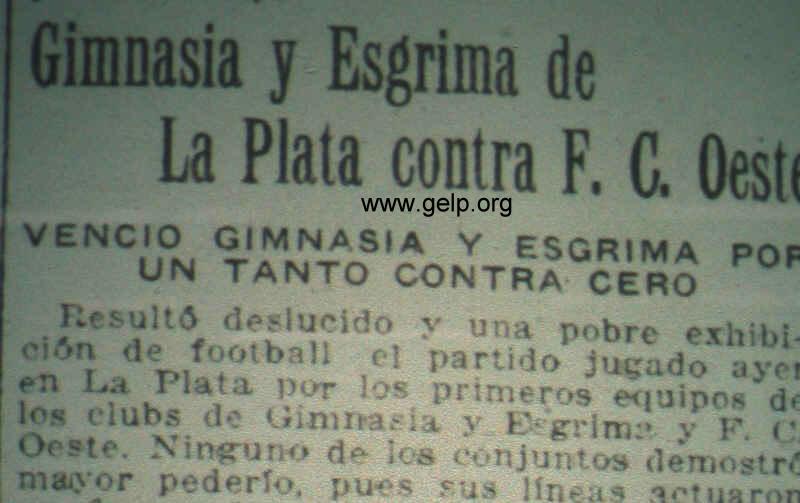 Gimnasia y Esgrima de
La Plata contra F. C. Oeste
www.gelp.org
VENCIO GIMNASIA Y ESGRIMA POR
UN TANTO CONTRA CERO
Resultó deslucido y una pobre exhibi-
ción de football el partido jugado ayer
en La Plata por los primeros equipos de
los clubs de Gimnasia y Esgrima y F. C.
Oeste. Ninguno de los conjuntos demostró
mayor pederío, pues sus líneas actuaron